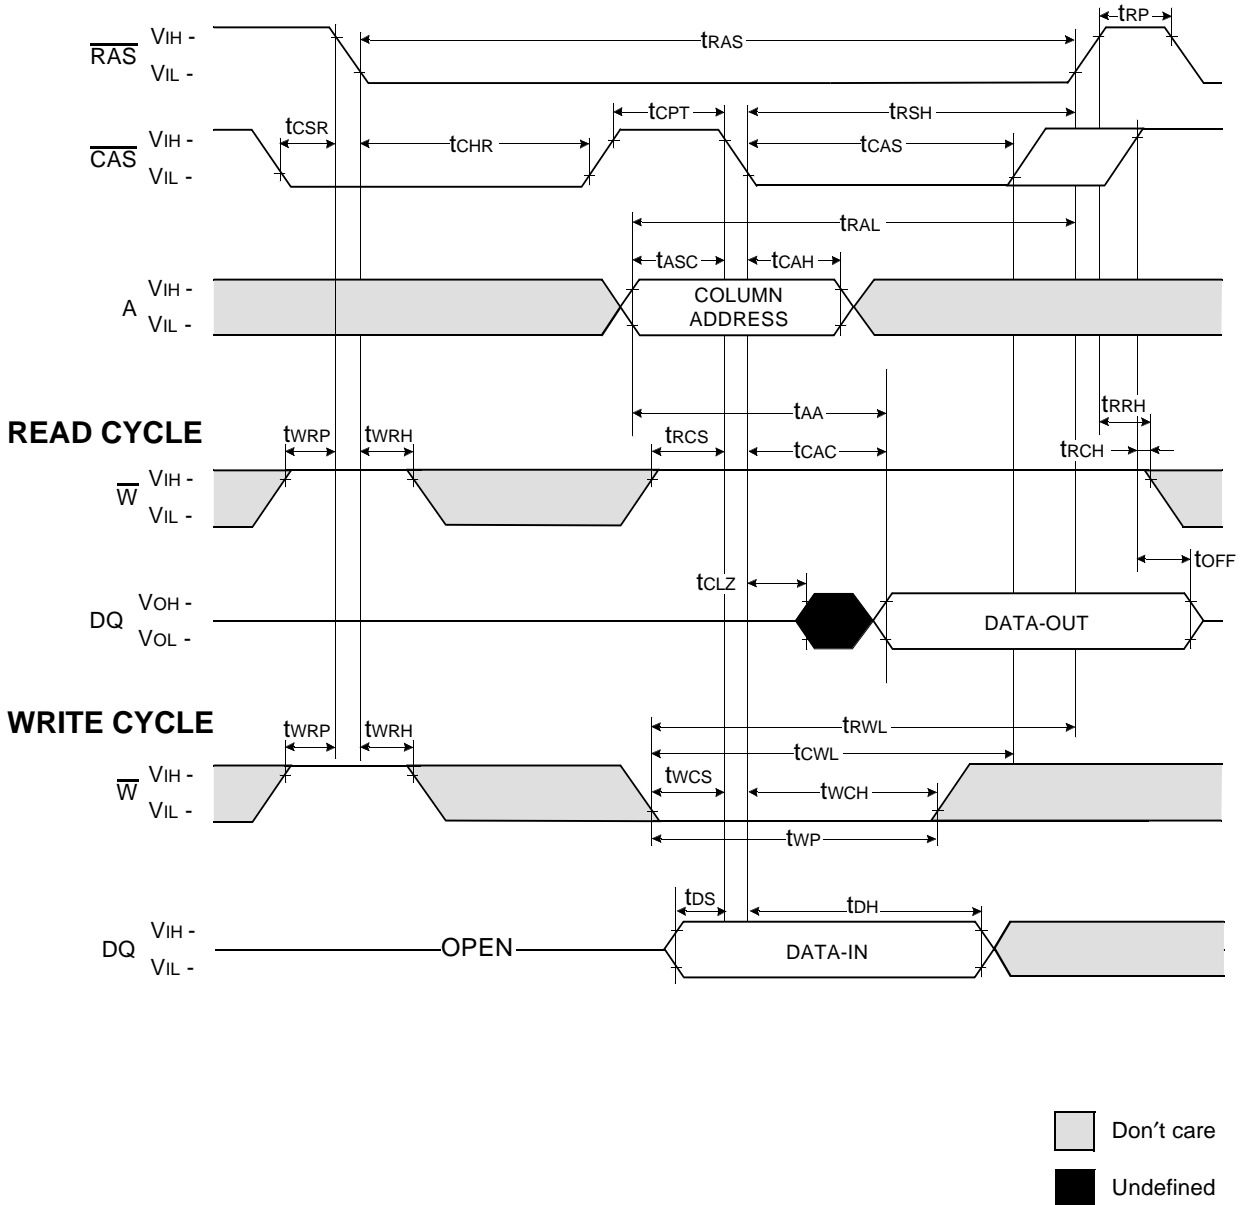 tRP
VIH -
tRAS
RAS
VIL -
tCPT
tRSH
tCSR
VIH -
tCHR
tCAS
CAS
VIL -
tRAL
tASC
tCAH
VIH -
COLUMN
ADDRESS
A
VIL -
tAA
tRRH
READ CYCLE
tWRP
tWRH
tRCS
tCAC
tRCH
VIH -
W
VIL -
tOFF
tCLZ
VOH -
DQ
DATA-OUT
VOL -
WRITE CYCLE
tWRP
tWRH
tRWL
tCWL
VIH -
tWCS
tWCH
W
VIL -
tWP
tDS
tDH
VIH -
DQ
OPEN
DATA-IN
VIL -
Don't care
Undefined